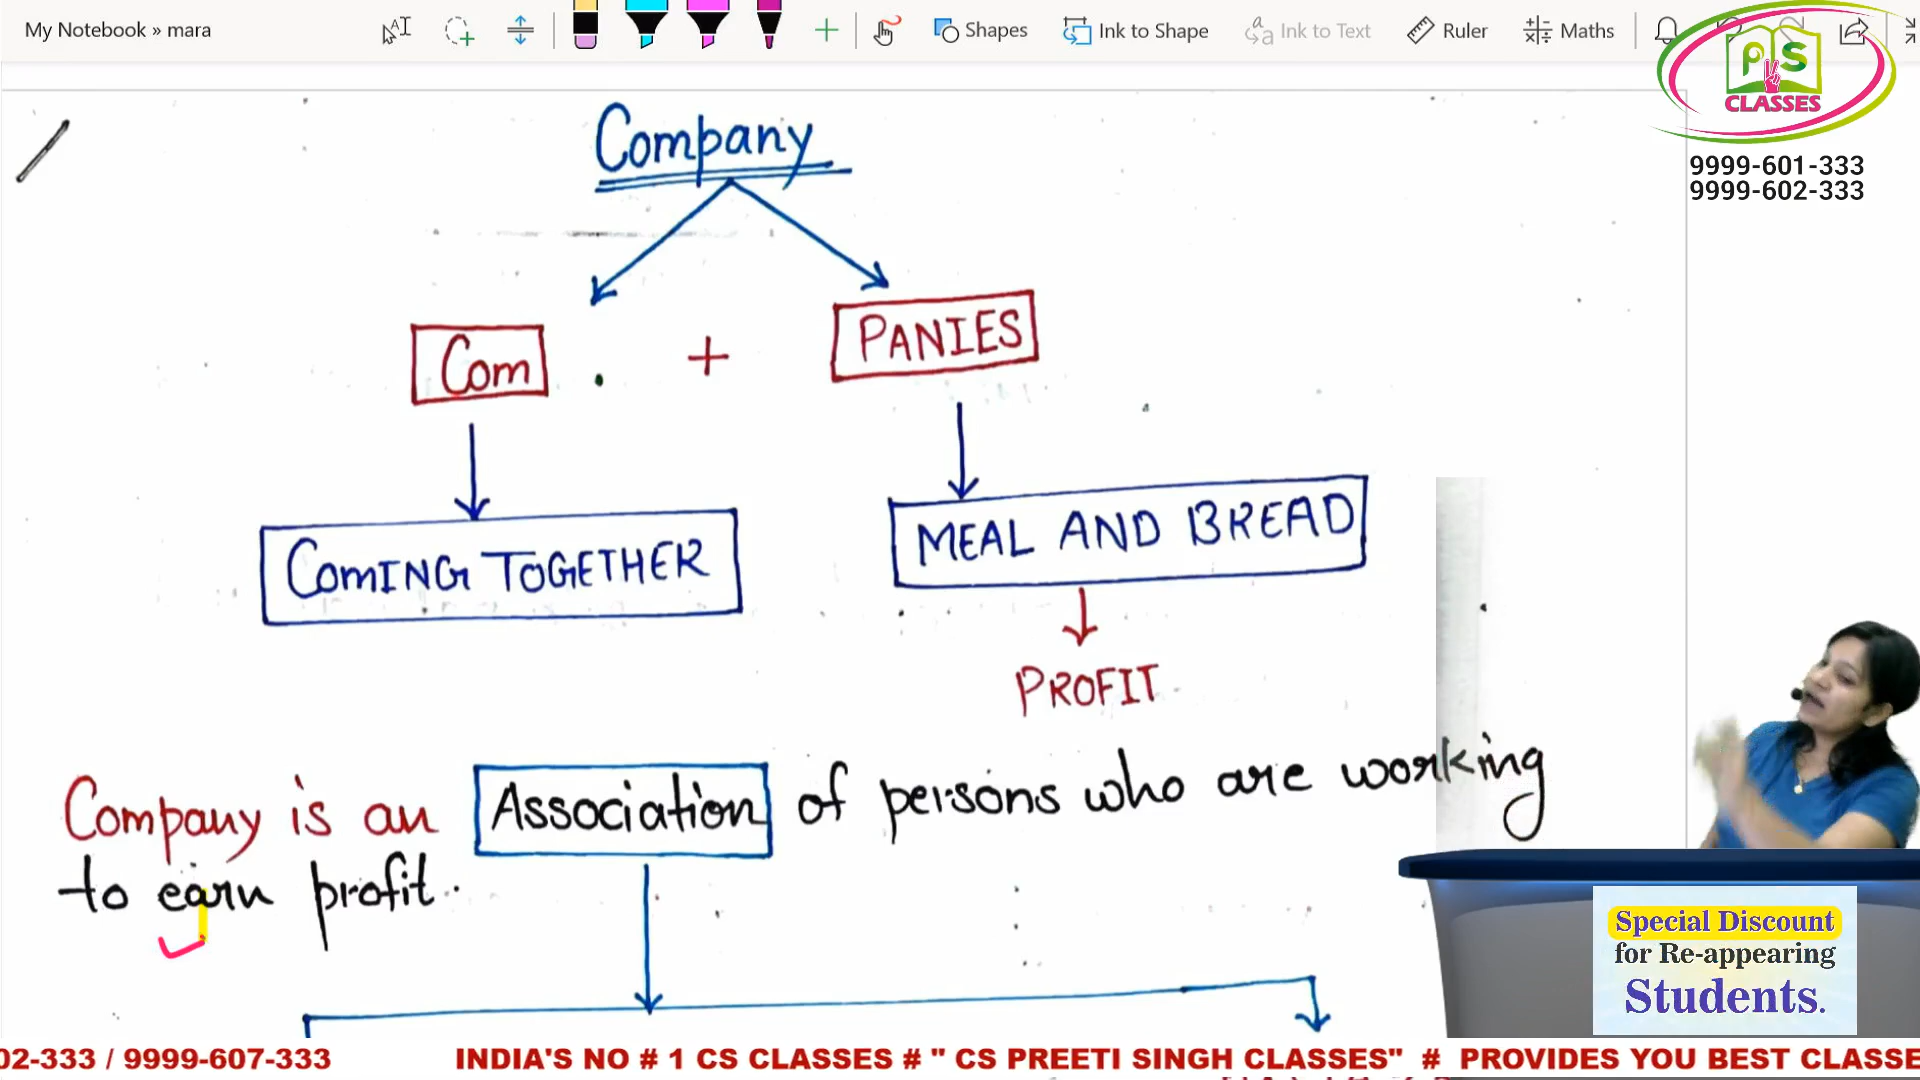 My Notebook » mara
Shapes
Ink to Shape
Ink to Text
Ruler
Maths
PS
CLASSES
9999-601-333
9999-602-333
Company
Com + PANIES
COMING TOGETHER
MEAL AND BREAD
PROFIT
Company is an Association of persons who are working
to earn profit.
Special Discount
for Re-appearing
Students.
02-333 / 9999-607-333 INDIA'S NO # 1 CS CLASSES # " CS PREETI SINGH CLASSES" # PROVIDES YOU BEST CLASSE